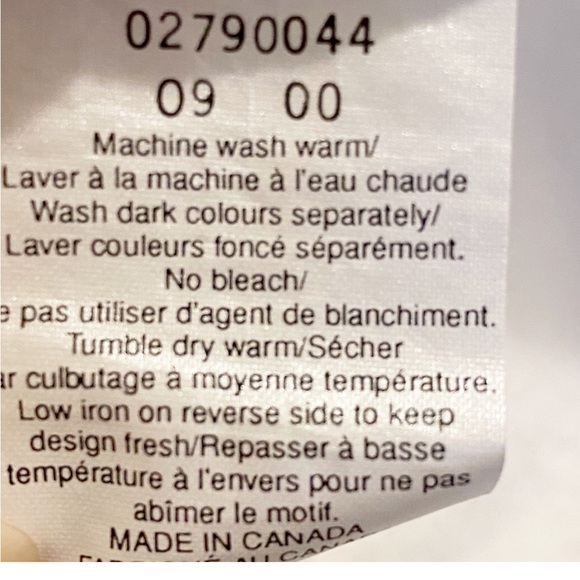 02790044
09 00
Machine wash warm/
Laver à la machine à l'eau chaude
Wash dark colours separately/
Laver couleurs foncé séparément.
No bleach/
pas utiliser d'agent de blanchiment.
Tumble dry warm/Sécher
culbutage à moyenne température.
Low iron on reverse side to keep
design fresh/Repasser à basse
température à l'envers pour ne pas
abîmer le motif.
MADE IN CANADA